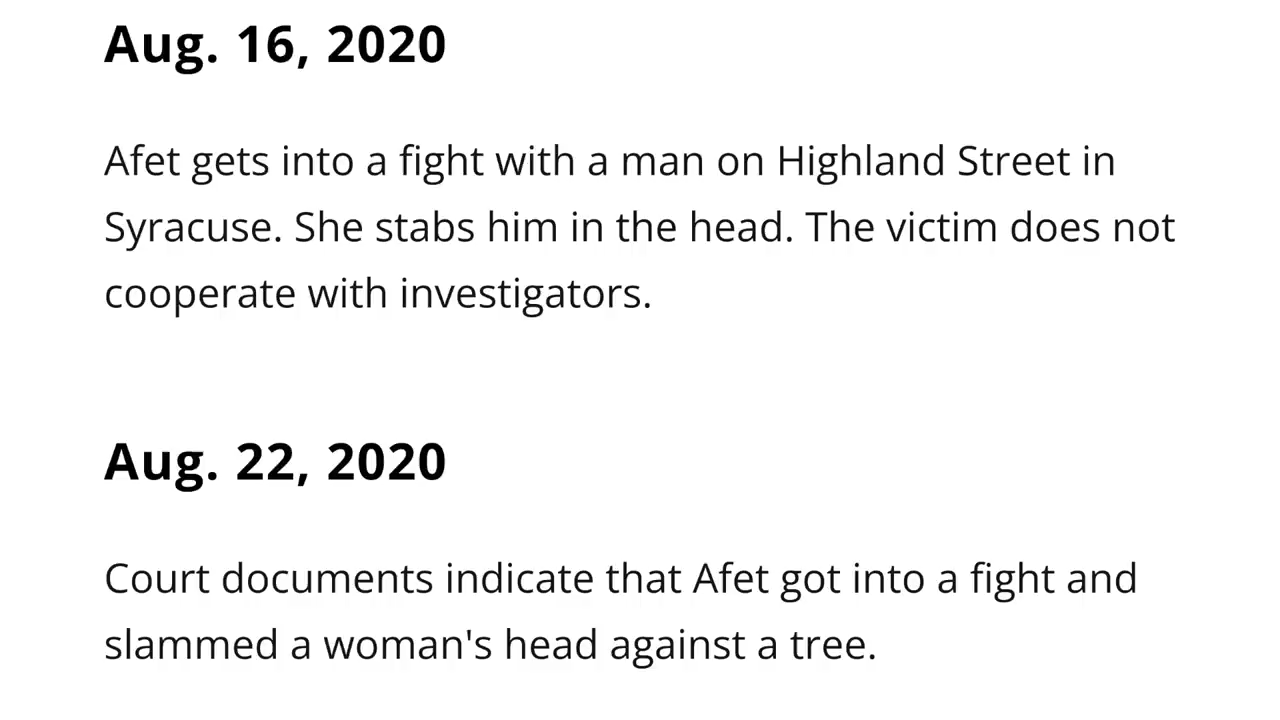 Aug. 16, 2020
Afet gets into a fight with a man on Highland Street in
Syracuse. She stabs him in the head. The victim does not
cooperate with investigators.
Aug. 22, 2020
Court documents indicate that Afet got into a fight and
slammed a woman's head against a tree.